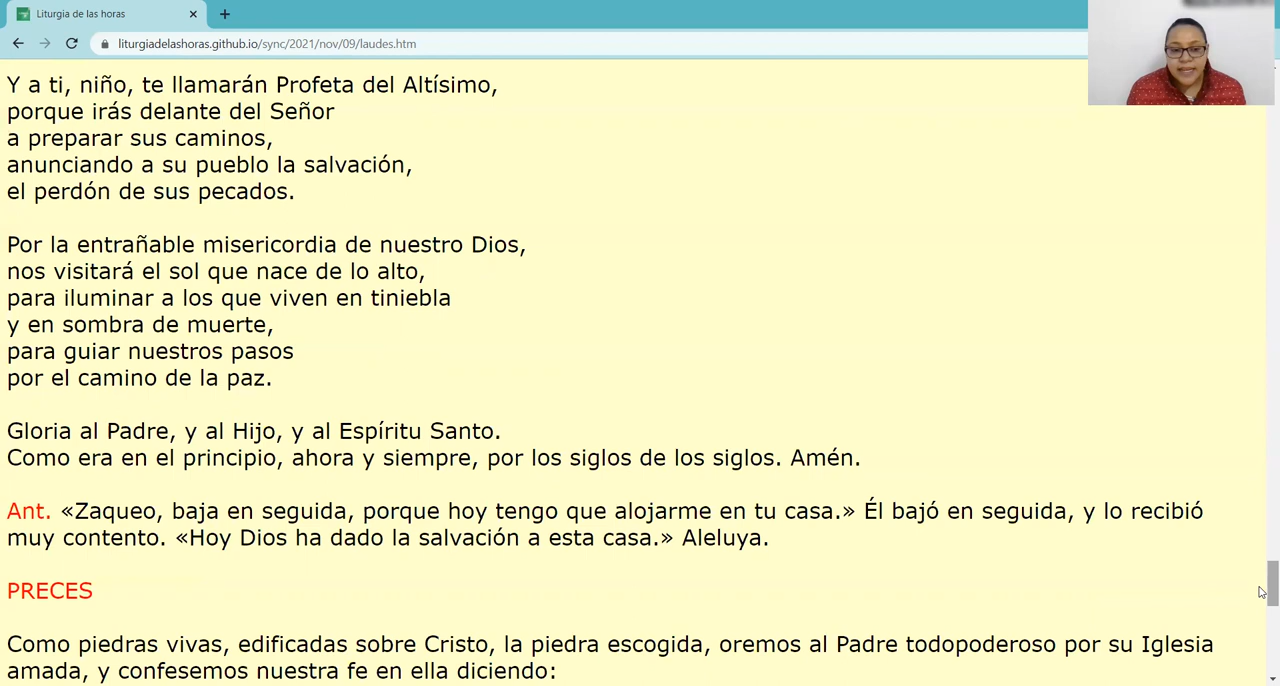 Liturgia de las horas
liturgiadelashoras.github.io/sync/2021/nov/09/laudes.htm
Y a ti, niño, te llamarán Profeta del Altísimo,
porque irás delante del Señor
a preparar sus caminos,
anunciando a su pueblo la salvación,
el perdón de sus pecados.
Por la entrañable misericordia de nuestro Dios,
nos visitará el sol que nace de lo alto,
para iluminar a los que viven en tiniebla
y en sombra de muerte,
para guiar nuestros pasos
por el camino de la paz.
Gloria al Padre, y al Hijo, y al Espíritu Santo.
Como era en el principio, ahora y siempre, por los siglos de los siglos. Amén.
Ant. «Zaqueo, baja en seguida, porque hoy tengo que alojarme en tu casa.» Él bajó en seguida, y lo recibió
muy contento. «Hoy Dios ha dado la salvación a esta casa.» Aleluya.
PRECES
Como piedras vivas, edificadas sobre Cristo, la piedra escogida, oremos al Padre todopoderoso por su Iglesia
amada, y confesemos nuestra fe en ella diciendo: